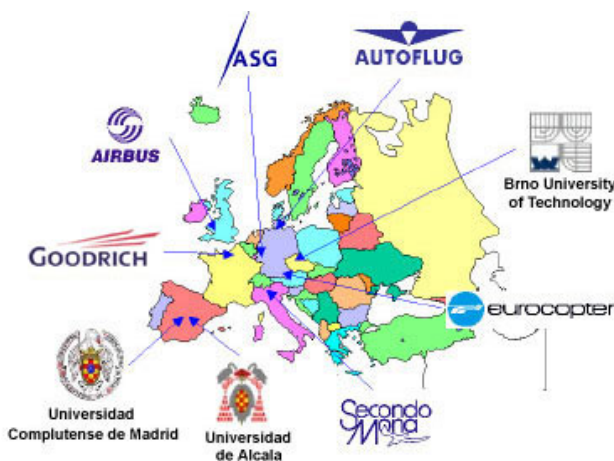 ASG
AUTOFLUG
AIRBUS
Brno University
of Technology
GOODRICH
eurocopter
Universidad
Complutense de Madrid
Universidad
de Alcala
Secondo
Mona